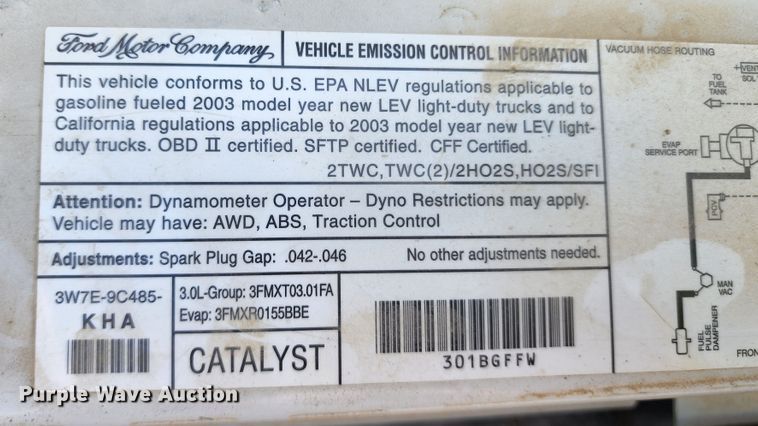 Ford Motor Company
VEHICLE EMISSION CONTROL INFORMATION
This vehicle conforms to U.S. EPA NLEV regulations applicable to
gasoline fueled 2003 model year new LEV light-duty trucks and to
California regulations applicable to 2003 model year new LEV light-
duty trucks. OBD II certified. SFTP certified. CFF Certified.
2TWC,TWC(2)/2HO2S,HO2S/SFI
Attention: Dynamometer Operator – Dyno Restrictions may apply.
Vehicle may have: AWD, ABS, Traction Control
Adjustments: Spark Plug Gap: .042-.046 No other adjustments needed.
3W7E-9C485-
KHA
3.0L-Group: 3FMXT03.01FA
Evap: 3FMXR0155BBE
CATALYST
301BGFFW
VACUUM HOSE ROUTING
VENT
SOL
TO
FUEL
TANK
EVAP
SERVICE PORT
PCV
MAN
VAC
FUEL
PULSE
DAMPENER
FRON
Purple Wave Auction